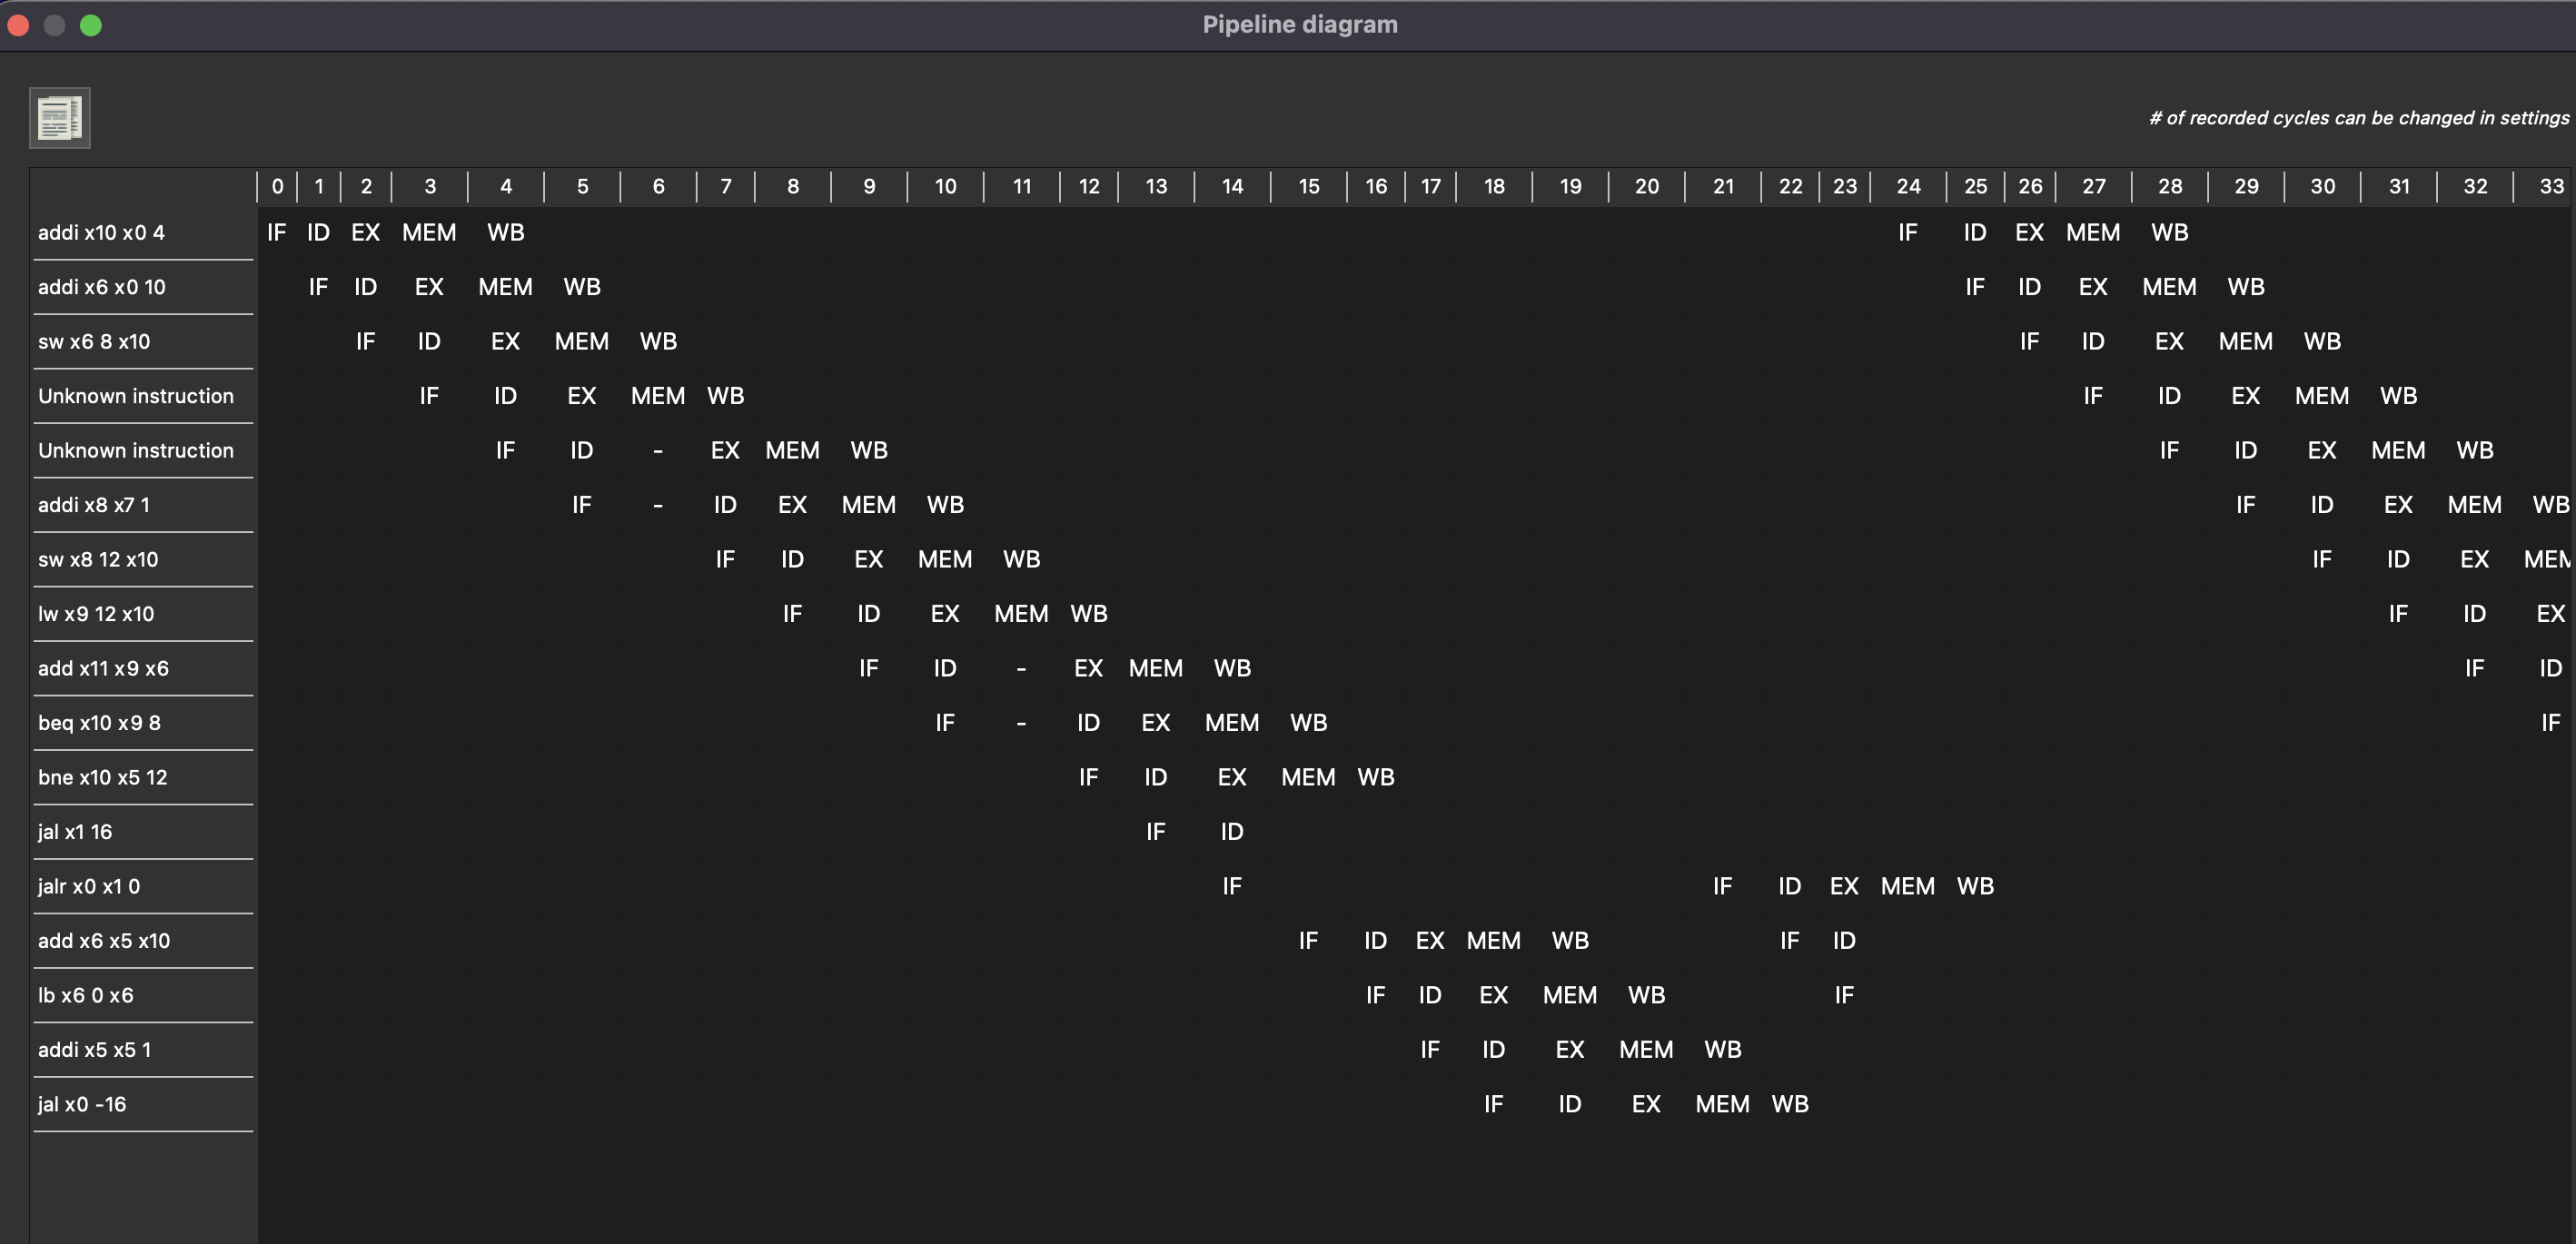 Pipeline diagram
# of recorded cycles can be changed in settings
0 1 2 3 4 5 6 7 8 9 10 11 12 13 14 15 16 17 18 19 20 21 22 23 24 25 26 27 28 29 30 31 32 33
addi x10 x0 4 IF ID EX MEM WB IF ID EX MEM WB
addi x6 x0 10 IF ID EX MEM WB IF ID EX MEM WB
sw x6 8 x10 IF ID EX MEM WB IF ID EX MEM WB
Unknown instruction IF ID EX MEM WB IF ID EX MEM WB
Unknown instruction IF ID - EX MEM WB IF ID EX MEM WB
addi x8 x7 1 IF - ID EX MEM WB IF ID EX MEM WB
sw x8 12 x10 IF ID EX MEM WB IF ID EX MEM
lw x9 12 x10 IF ID EX MEM WB IF ID EX
add x11 x9 x6 IF ID - EX MEM WB IF ID
beq x10 x9 8 IF - ID EX MEM WB IF
bne x10 x5 12 IF ID EX MEM WB
jal x1 16 IF ID
jalr x0 x1 0 IF IF ID EX MEM WB
add x6 x5 x10 IF ID EX MEM WB IF ID
lb x6 0 x6 IF ID EX MEM WB IF
addi x5 x5 1 IF ID EX MEM WB
jal x0 -16 IF ID EX MEM WB